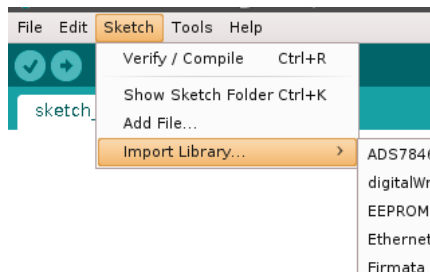 File Edit Sketch Tools Help
Verify / Compile Ctrl+R
Show Sketch Folder Ctrl+K
sketch_
Add File...
Import Library... >
ADS7846
digitalWr
EEPROM
Ethernet
Firmata